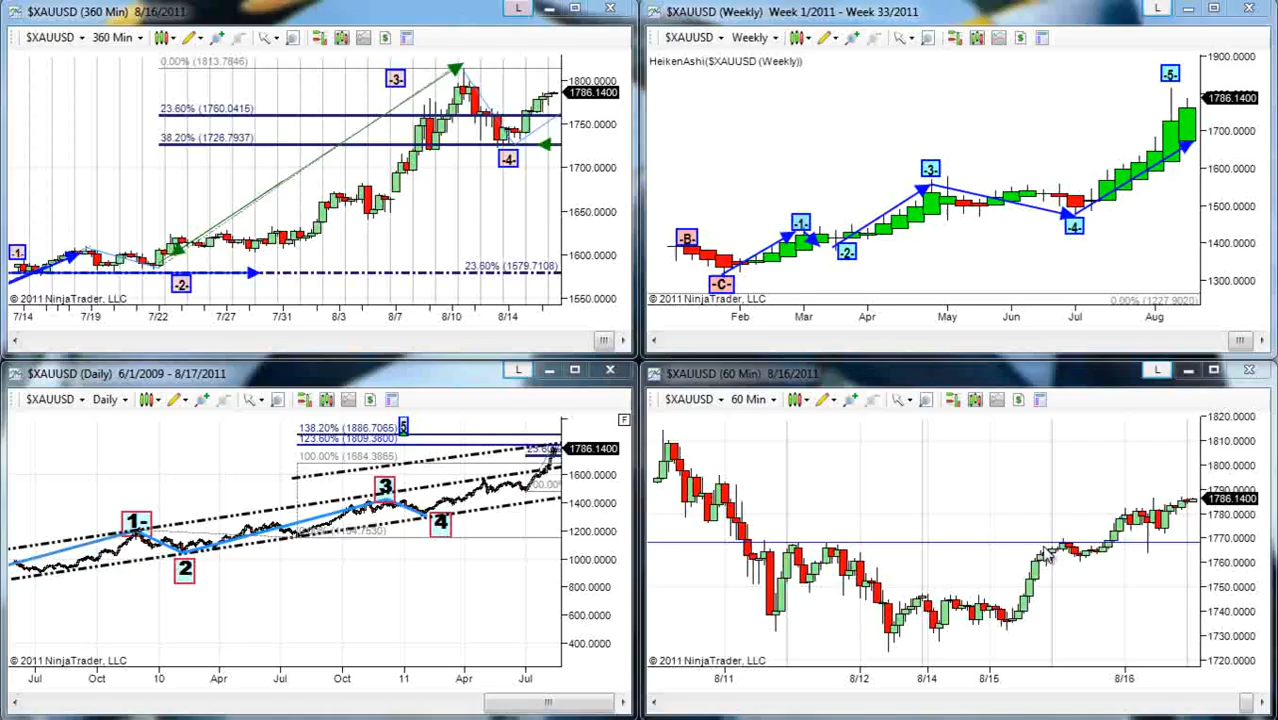 $XAUUSD (360 Min) 8/16/2011
L
$XAUUSD 360 Min
0.00% (1813.7846)
-3-
1800.0000
1786.1400
23.60% (1760.0415)
1750.0000
38.20% (1726.7937)
-4-
1700.0000
1650.0000
-1-
1600.0000
23.60% (1579.7108)
-2-
1550.0000
© 2011 NinjaTrader, LLC
7/14 7/19 7/22 7/27 7/31 8/3 8/7 8/10 8/14
$XAUUSD (Weekly) Week 1/2011 - Week 33/2011
L
$XAUUSD Weekly
HeikenAshi($XAUUSD (Weekly))
1900.0000
-5-
1786.1400
1700.0000
-3-
1600.0000
1500.0000
-1-
-4-
-B-
1400.0000
-2-
-C-
1300.0000
0.00% (1227.9020)
© 2011 NinjaTrader, LLC
Feb Mar Apr May Jun Jul Aug
$XAUUSD (Daily) 6/1/2009 - 8/17/2011
L
$XAUUSD Daily
F
138.20% (1886.7065)
5
123.60% (1809.3800)
1786.1400
100.00% (1684.3865)
1600.0000
3
1400.0000
1-
4
1200.0000
1000.0000
2
800.0000
600.0000
400.0000
© 2011 NinjaTrader, LLC
Jul Oct 10 Apr Jul Oct 11 Apr Jul
$XAUUSD (60 Min) 8/16/2011
L
$XAUUSD 60 Min
1820.0000
1810.0000
1800.0000
1790.0000
1786.1400
1780.0000
1770.0000
1760.0000
1750.0000
1740.0000
1730.0000
1720.0000
© 2011 NinjaTrader, LLC
8/11 8/12 8/14 8/15 8/16